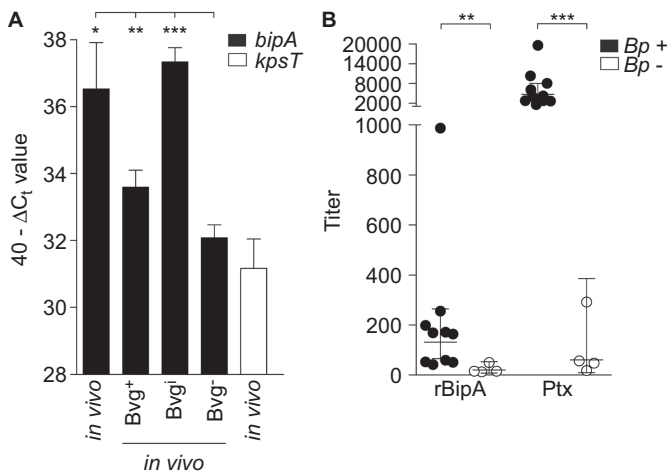 A
B
* ** ***
bipA
kpsT
40 - ΔCt value
36
34
32
30
28
in vivo
Bvg+
Bvgi
Bvg-
in vivo
in vivo
** ***
Bp +
Bp -
Titer
20000
14000
8000
2000
1000
800
600
400
200
0
rBipA Ptx